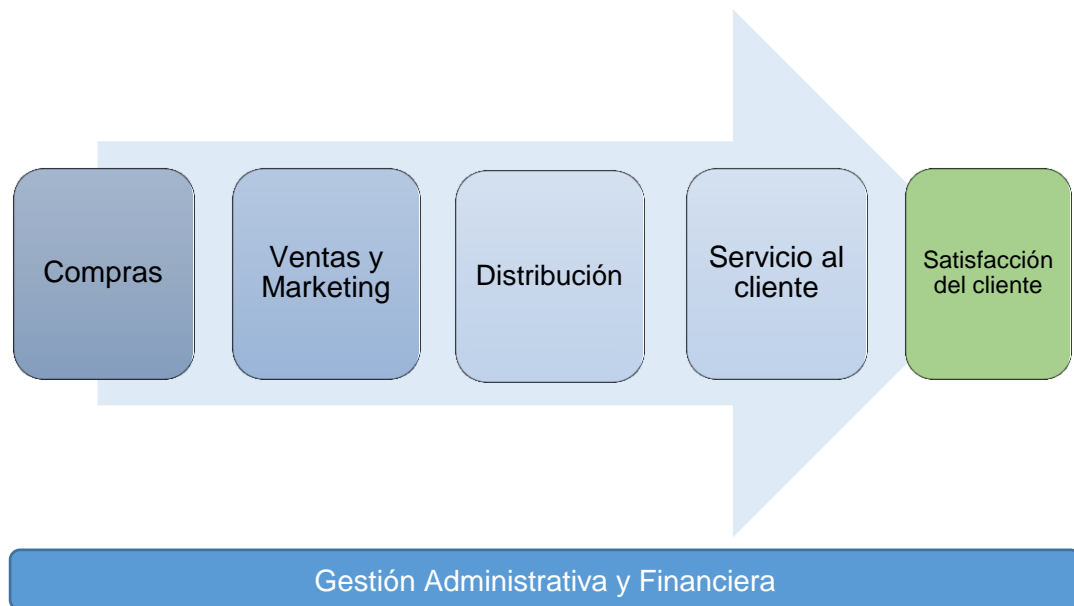 Compras
Ventas y
Marketing
Distribución
Servicio al
cliente
Satisfacción
del cliente
Gestión Administrativa y Financiera